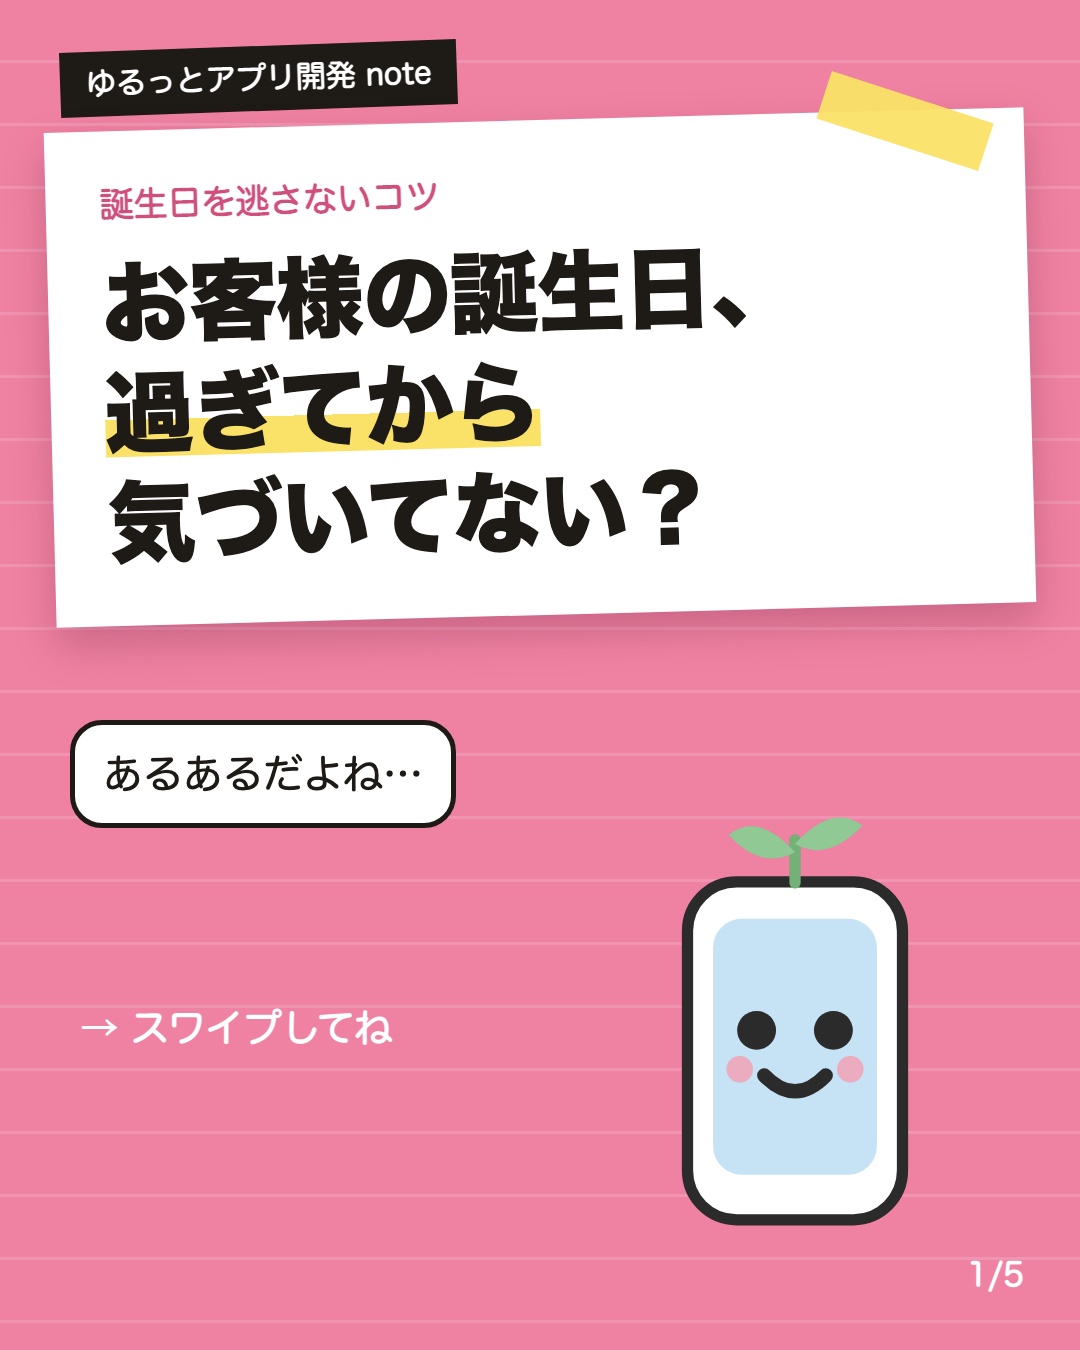 ゆるっとアプリ開発 note
誕生日を逃さないコツ
お客様の誕生日、
過ぎてから
気づいてない？
あるあるだよね…
→ スワイプしてね
1/5